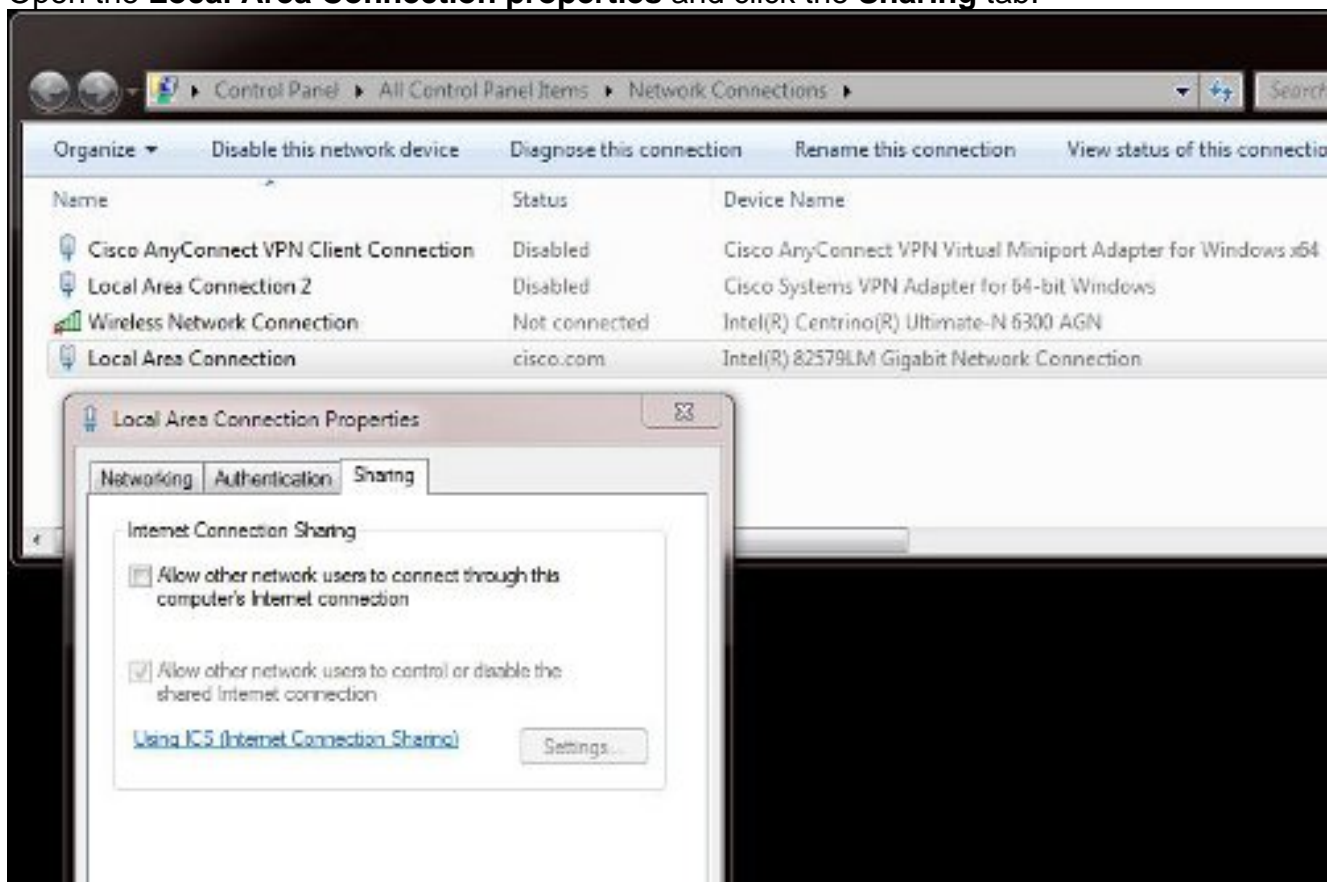 Open the Local Area Connection properties and click the Sharing tab.
Control Panel ▸ All Control Panel Items ▸ Network Connections ▸ Search
Organize Disable this network device Diagnose this connection Rename this connection View status of this connectio
Name Status Device Name
Cisco AnyConnect VPN Client Connection Disabled Cisco AnyConnect VPN Virtual Miniport Adapter for Windows x64
Local Area Connection 2 Disabled Cisco Systems VPN Adapter for 64-bit Windows
Wireless Network Connection Not connected Intel(R) Centrino(R) Ultimate-N 6300 AGN
Local Area Connection cisco.com Intel(R) 82579LM Gigabit Network Connection
Local Area Connection Properties
Networking Authentication Sharing
Internet Connection Sharing
Allow other network users to connect through this
computer's Internet connection
Allow other network users to control or disable the
shared Internet connection
Using ICS (Internet Connection Sharing) Settings...